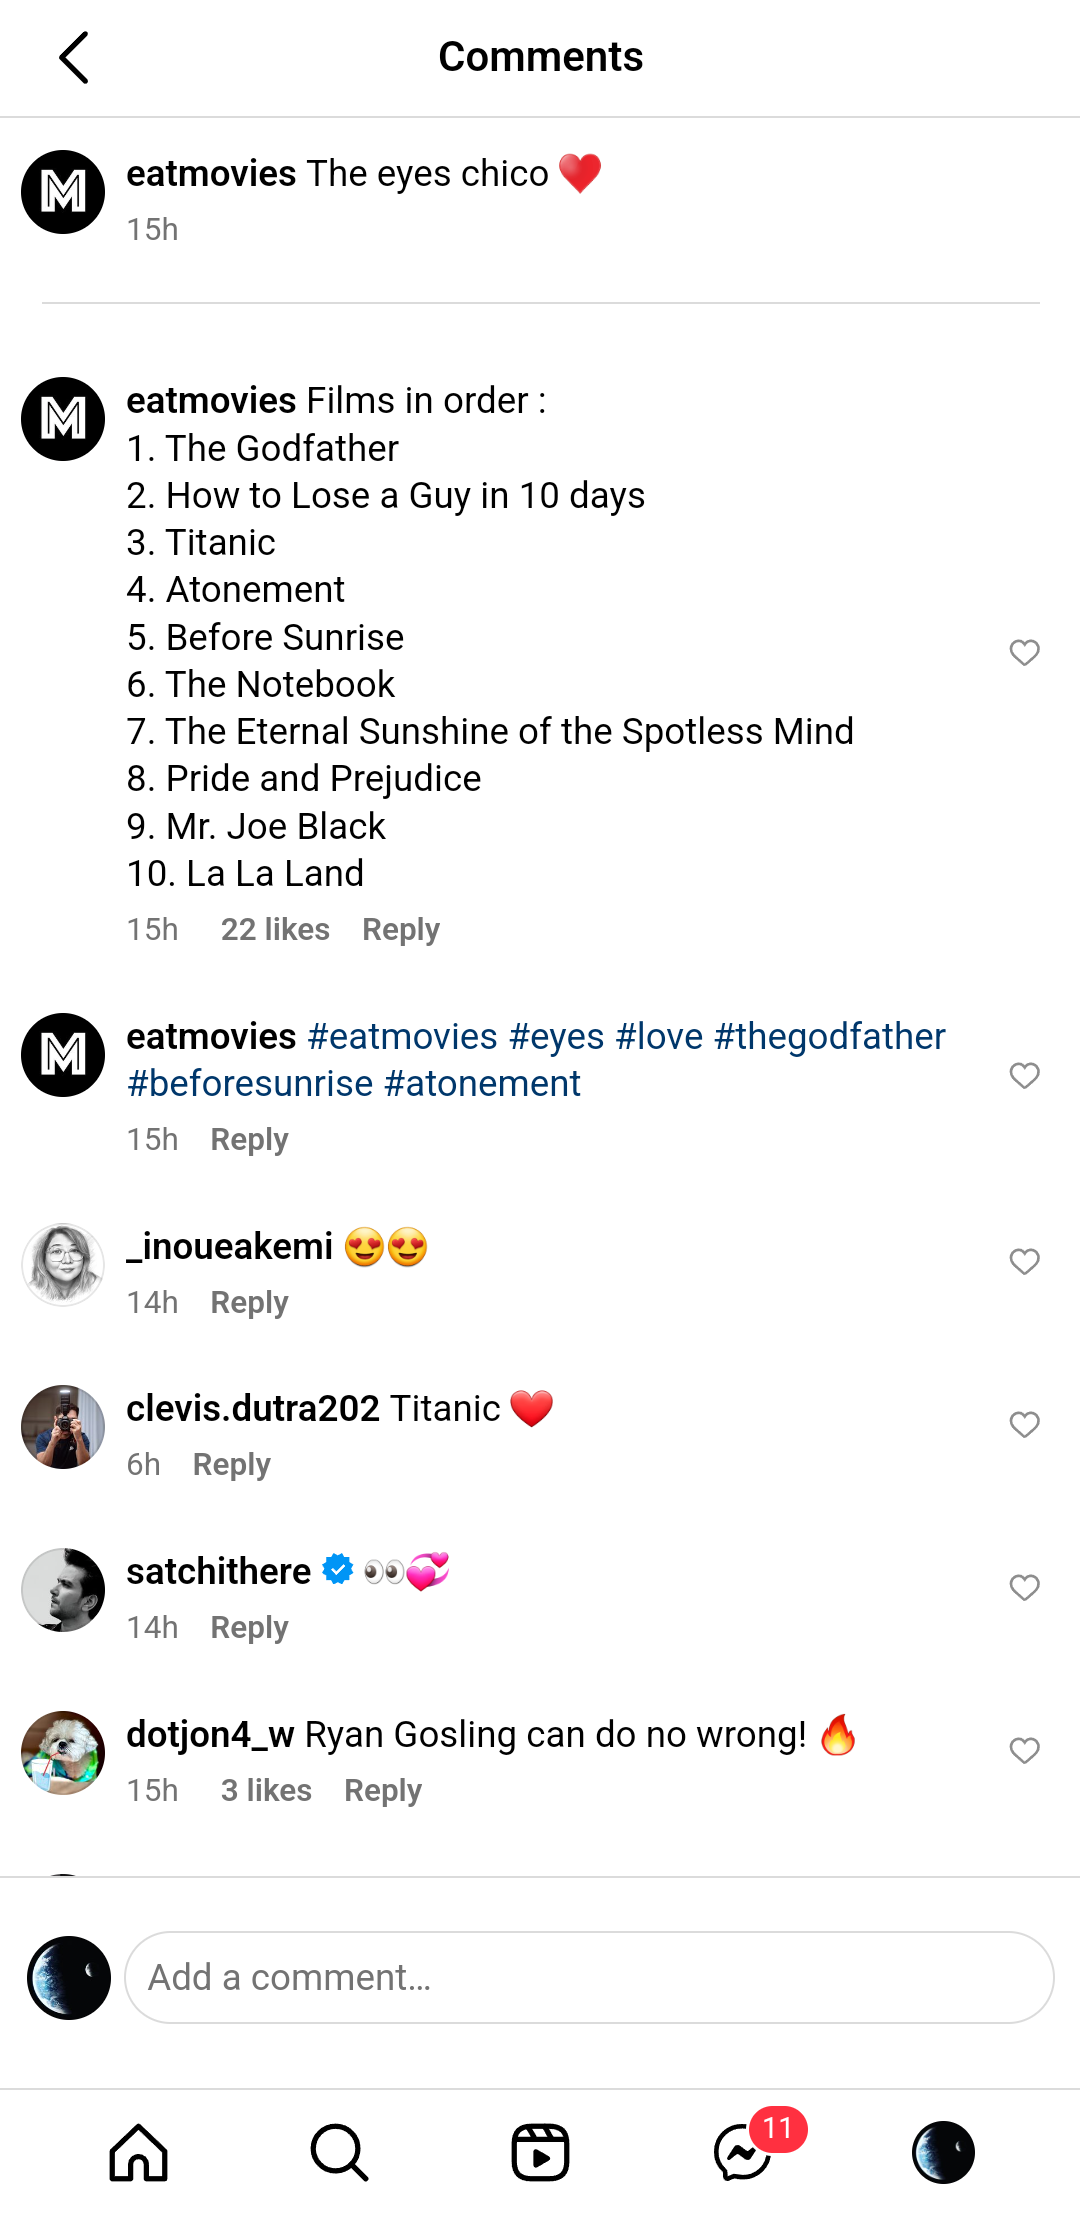 Comments
eatmovies The eyes chico ♥️
15h
eatmovies Films in order :
1. The Godfather
2. How to Lose a Guy in 10 days
3. Titanic
4. Atonement
5. Before Sunrise
6. The Notebook
7. The Eternal Sunshine of the Spotless Mind
8. Pride and Prejudice
9. Mr. Joe Black
10. La La Land
15h 22 likes Reply
eatmovies #eatmovies #eyes #love #thegodfather
#beforesunrise #atonement
15h Reply
_inoueakemi 😍😍
14h Reply
clevis.dutra202 Titanic ❤️
6h Reply
satchithere 👀💞
14h Reply
dotjon4_w Ryan Gosling can do no wrong! 🔥
15h 3 likes Reply
Add a comment…
11